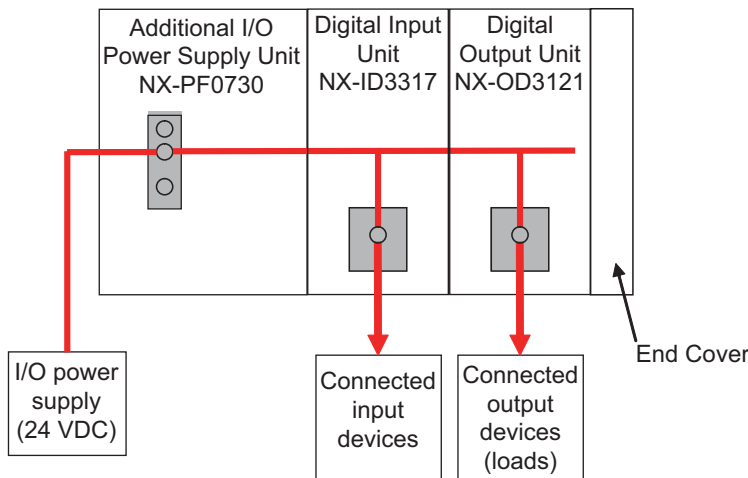 Additional I/O
Power Supply Unit
NX-PF0730
Digital Input
Unit
NX-ID3317
Digital
Output Unit
NX-OD3121
End Cover
I/O power
supply
(24 VDC)
Connected
input
devices
Connected
output
devices
(loads)